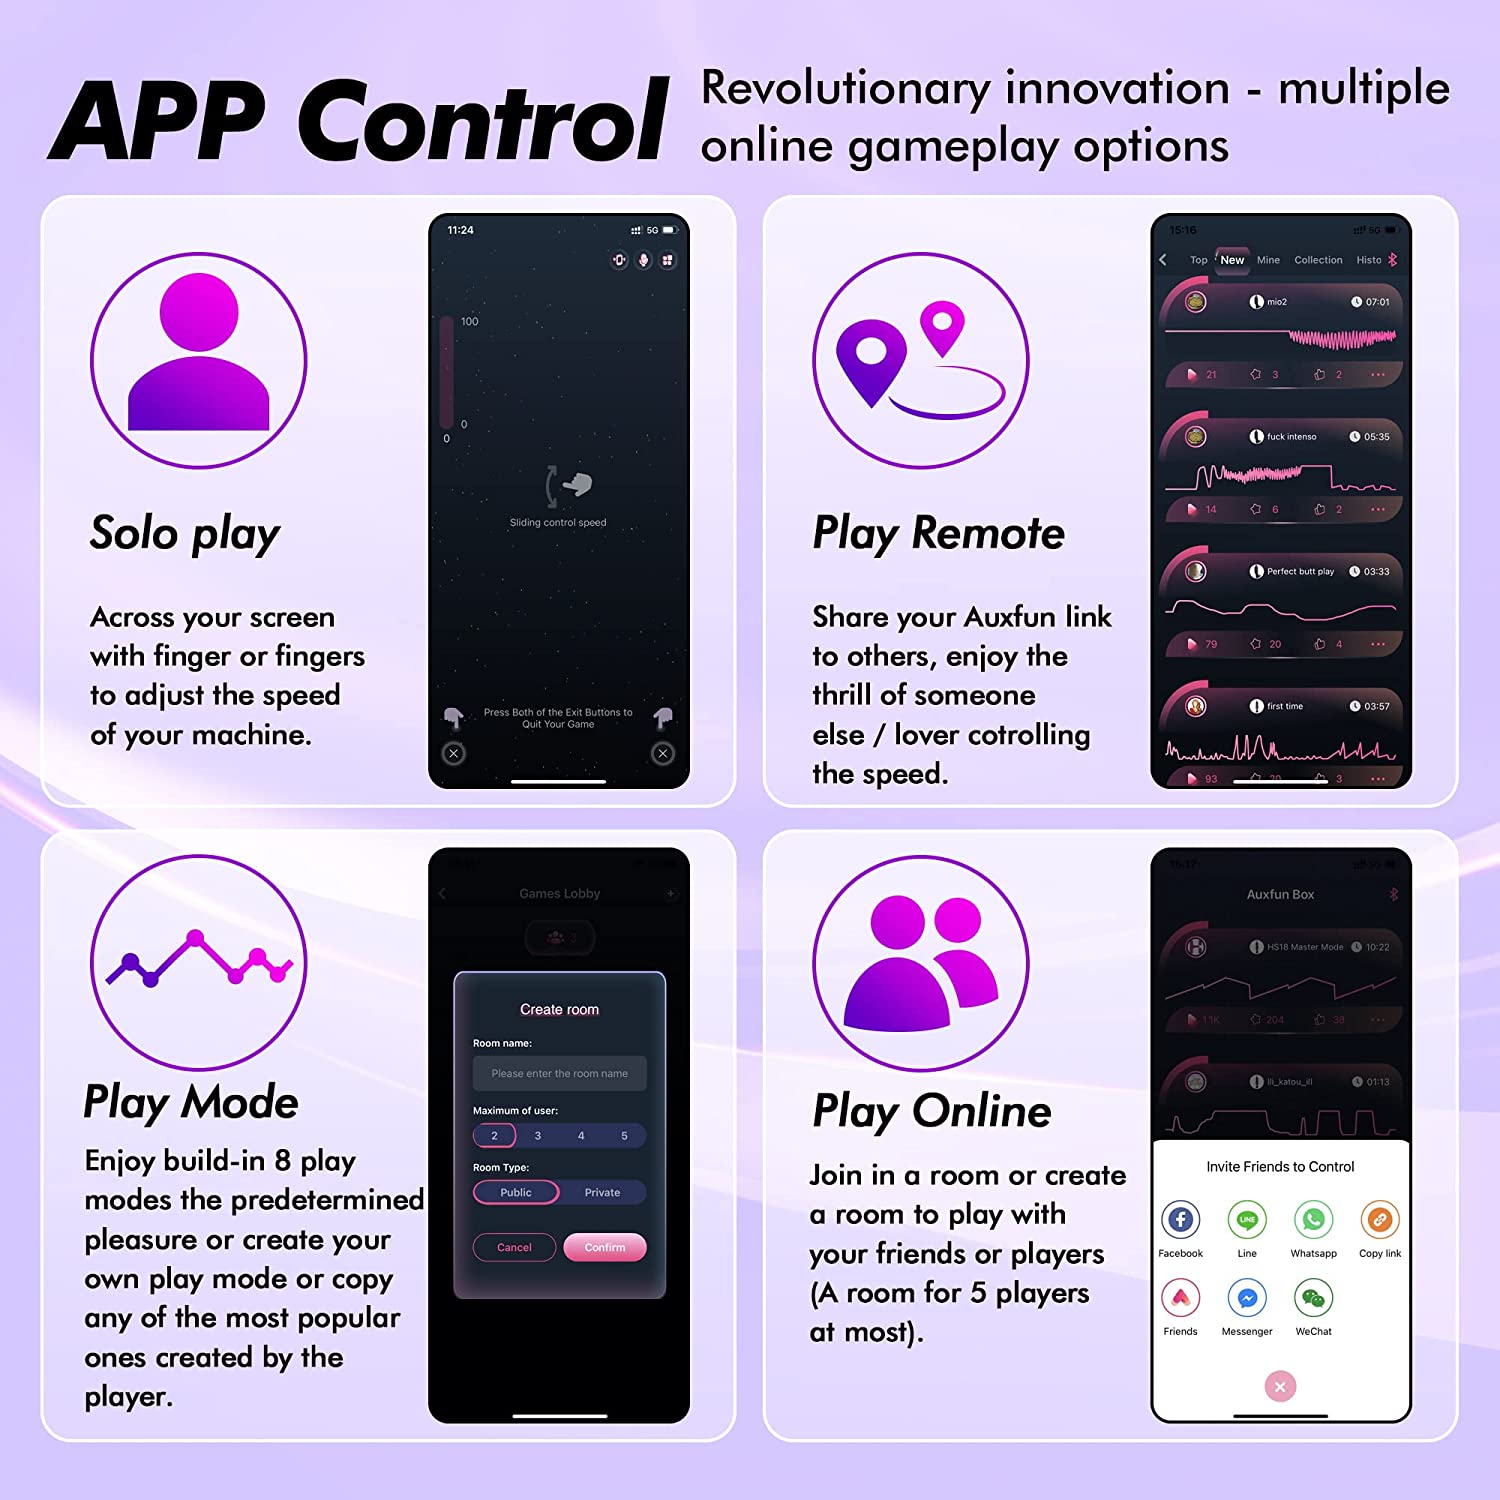 APP Control
Revolutionary innovation - multiple
online gameplay options
Solo play
Across your screen
with finger or fingers
to adjust the speed
of your machine.
11:24
5G
100
0
0
Sliding control speed
Press Both of the Exit Buttons to
Quit Your Game
Play Remote
Share your Auxfun link
to others, enjoy the
thrill of someone
else / lover cotrolling
the speed.
15:16
5G
Top New Mine Collection Histo
mio2 07:01
21 3 2
fuck intenso 05:35
14 6 2
Perfect butt play 03:33
79 20 4
first time 03:57
93 20 3
Play Mode
Enjoy build-in 8 play
modes the predetermined
pleasure or create your
own play mode or copy
any of the most popular
ones created by the
player.
Games Lobby
Create room
Room name:
Please enter the room name
Maximum of user:
2 3 4 5
Room Type:
Public Private
Cancel Confirm
Play Online
Join in a room or create
a room to play with
your friends or players
(A room for 5 players
at most).
15:17
5G
Auxfun Box
HS18 Master Mode 10:22
1.1K 204 38
01:13
Invite Friends to Control
LINE
Facebook Line Whatsapp Copy link
Friends Messenger WeChat